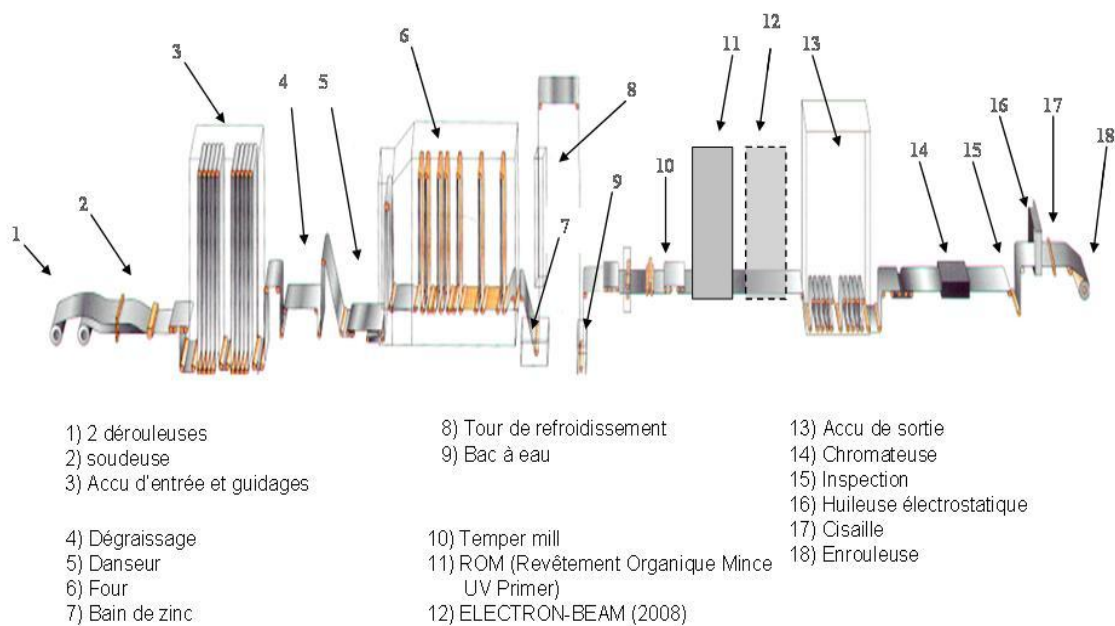 1
2
3
4
5
6
7
8
9
10
11
12
13
14
15
16
17
18
1) 2 dérouleuses
2) soudeuse
3) Accu d'entrée et guidages
4) Dégraissage
5) Danseur
6) Four
7) Bain de zinc
8) Tour de refroidissement
9) Bac à eau
10) Temper mill
11) ROM (Revêtement Organique Mince
UV Primer)
12) ELECTRON-BEAM (2008)
13) Accu de sortie
14) Chromateuse
15) Inspection
16) Huileuse électrostatique
17) Cisaille
18) Enrouleuse